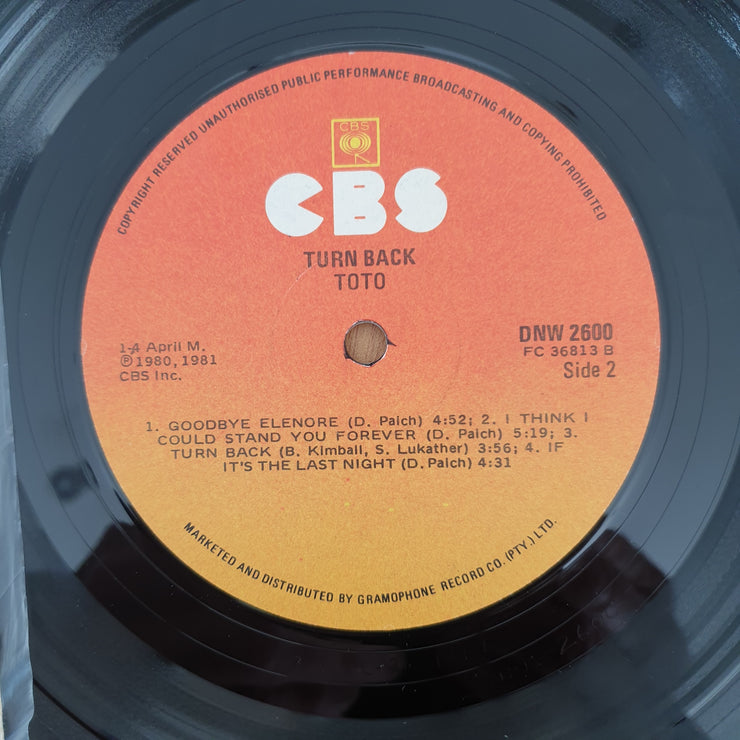 COPYRIGHT RESERVED UNAUTHORISED PUBLIC PERFORMANCE BROADCASTING AND COPYING PROHIBITED
CBS
CBS
TURN BACK
TOTO
1-4 April M.
℗ 1980, 1981
CBS Inc.
DNW 2600
FC 36813 B
Side 2
1. GOODBYE ELENORE (D. Paich) 4:52; 2. I THINK I
COULD STAND YOU FOREVER (D. Paich) 5:19; 3.
TURN BACK (B. Kimball, S. Lukather) 3:56; 4. IF
IT'S THE LAST NIGHT (D. Paich) 4:31
MARKETED AND DISTRIBUTED BY GRAMOPHONE RECORD CO. (PTY.) LTD.